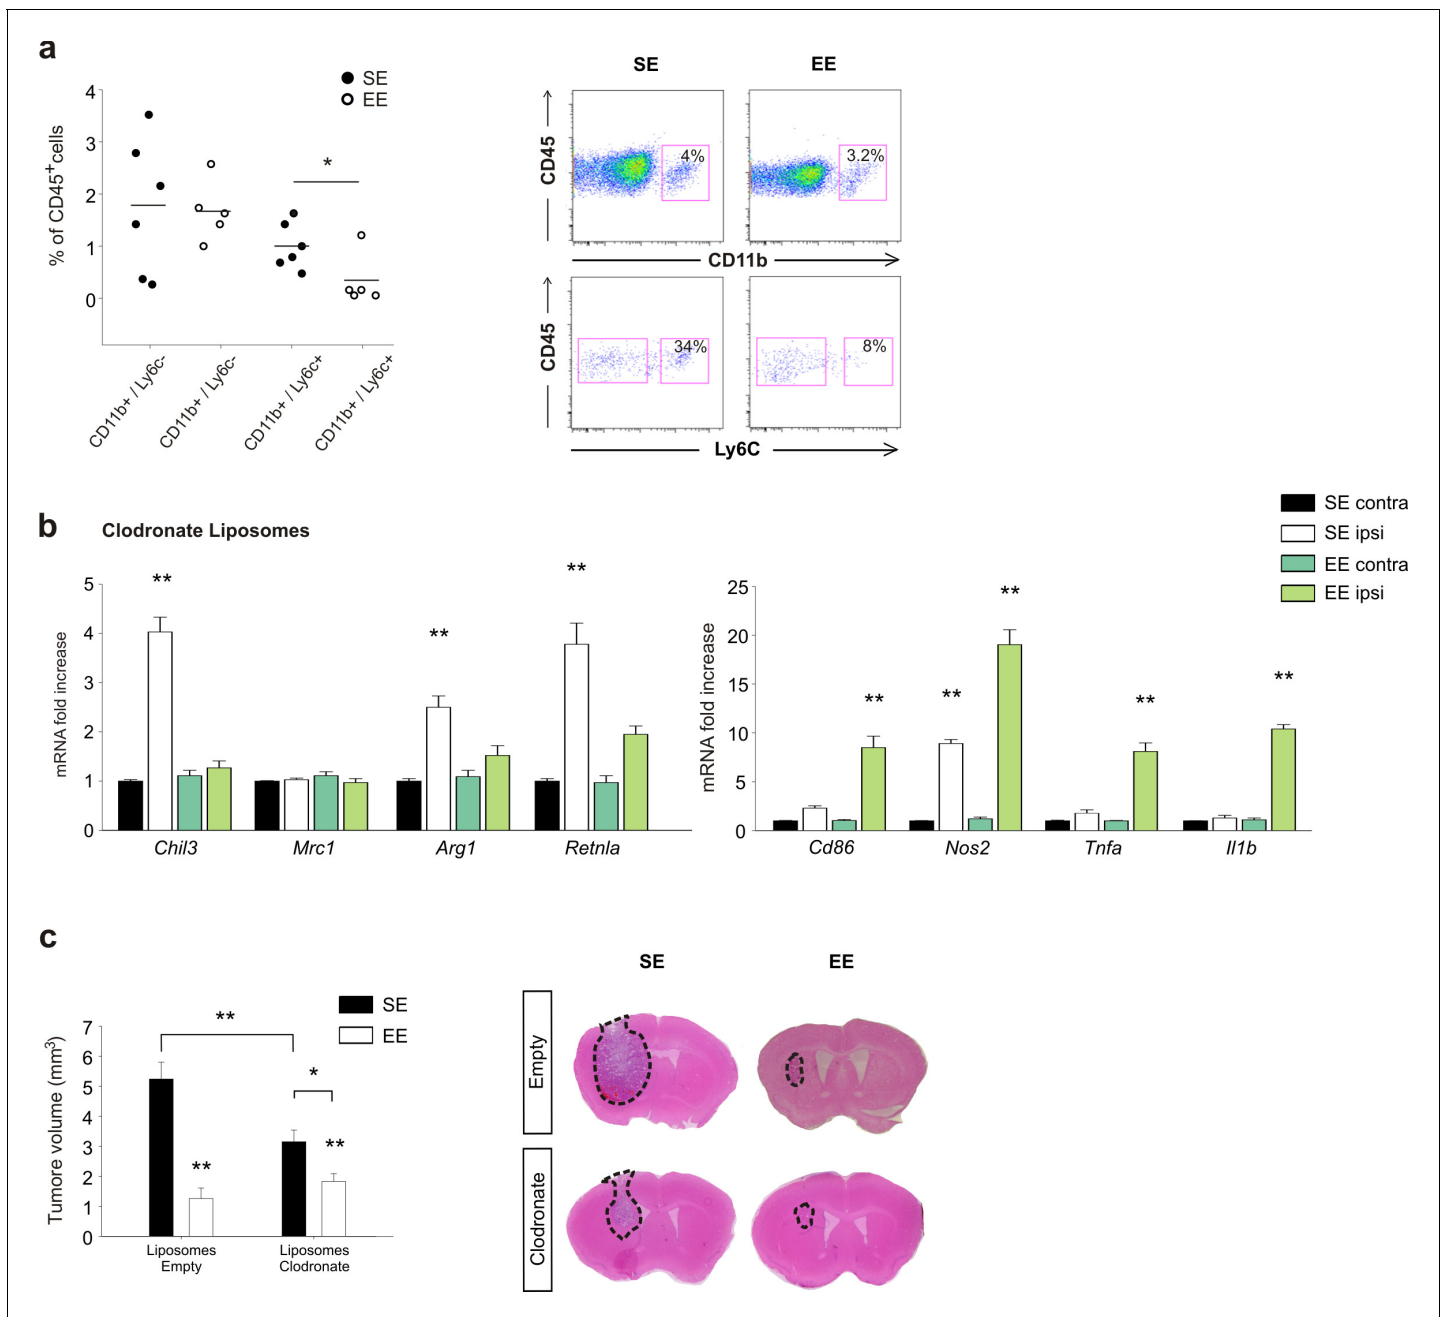 a
SE
EE
% of CD45+ cells
4
3
2
1
0
*
CD11b+ / Ly6c-
CD11b+ / Ly6c-
CD11b+ / Ly6c+
CD11b+ / Ly6c+
SE
EE
CD45
4%
CD45
3.2%
CD11b
CD45
34%
CD45
8%
Ly6C
b
Clodronate Liposomes
SE contra
SE ipsi
EE contra
EE ipsi
mRNA fold increase
5
4
3
2
1
0
**
**
**
Chil3
Mrc1
Arg1
Retnla
mRNA fold increase
25
20
15
10
5
0
**
**
**
**
**
Cd86
Nos2
Tnfa
Il1b
c
SE
EE
Tumore volume (mm3)
7
6
5
4
3
2
1
0
**
**
*
**
Liposomes
Empty
Liposomes
Clodronate
SE
EE
Empty
Clodronate